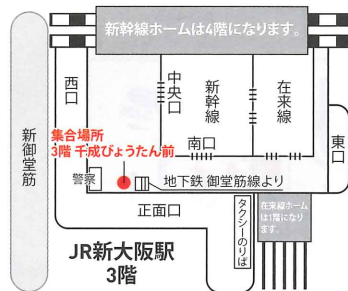 新幹線ホームは4階になります。
西口
中央口
新幹線
在来線
新御堂筋
集合場所
3階 千成びょうたん前
南口
東口
警察
地下鉄 御堂筋線より
正面口
タクシーのりば
在来線ホーム
は1階になり
ます。
JR新大阪駅
3階